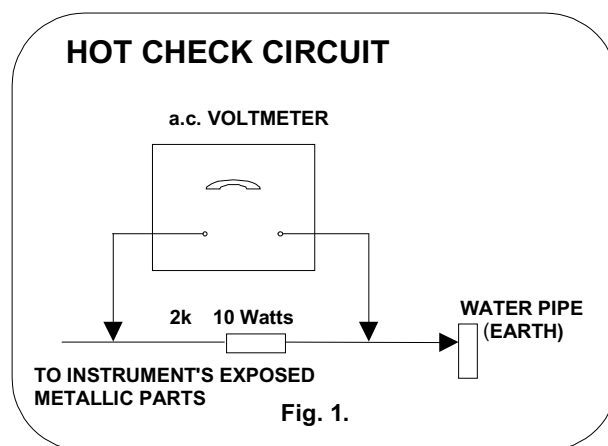 HOT CHECK CIRCUIT
a.c. VOLTMETER
2k 10 Watts
WATER PIPE
(EARTH)
TO INSTRUMENT'S EXPOSED
METALLIC PARTS
Fig. 1.